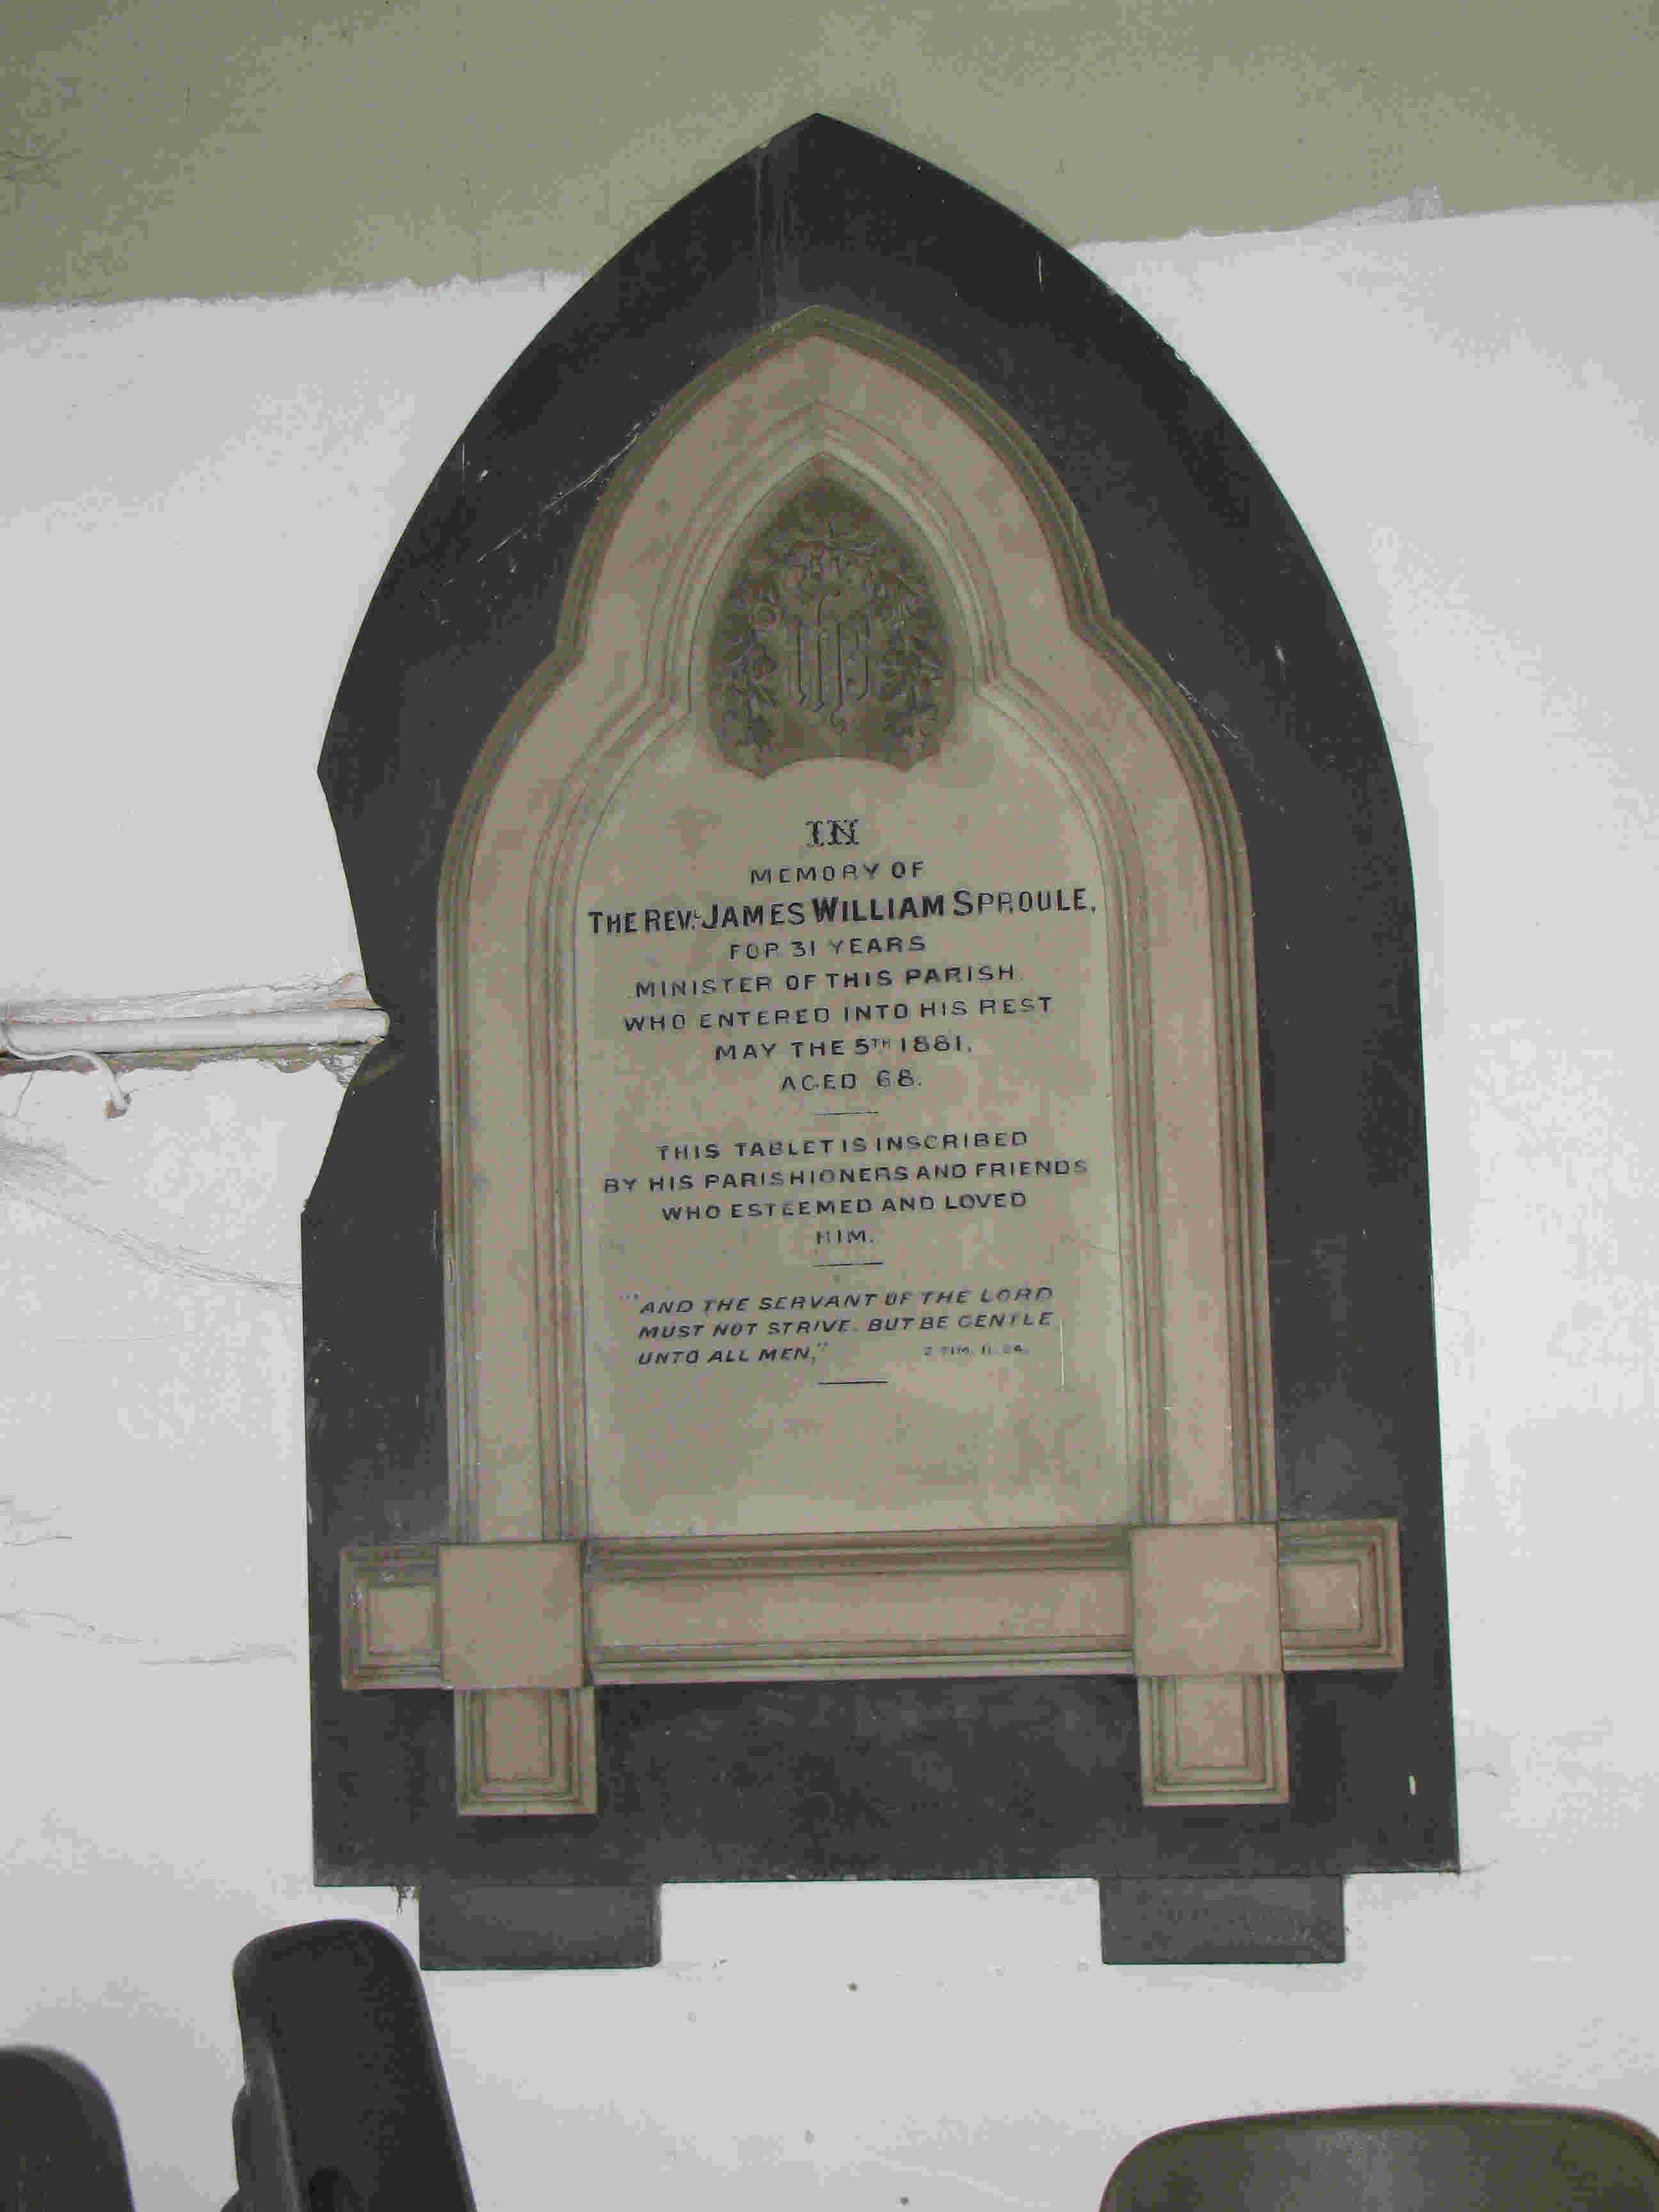 IHS
IN
MEMORY OF
THE REVD. JAMES WILLIAM SPROULE,
FOR 31 YEARS
MINISTER OF THIS PARISH.
WHO ENTERED INTO HIS REST
MAY THE 5TH 1881.
AGED 68.
THIS TABLET IS INSCRIBED
BY HIS PARISHIONERS AND FRIENDS
WHO ESTEEMED AND LOVED
HIM.
"AND THE SERVANT OF THE LORD
MUST NOT STRIVE. BUT BE GENTLE
UNTO ALL MEN," 2 TIM. II. 24.